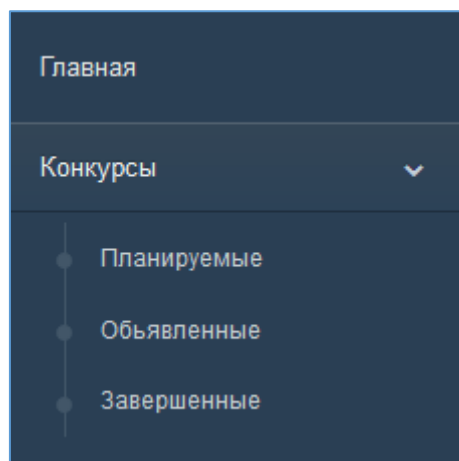 Главная
Конкурсы
Планируемые
Обьявленные
Завершенные